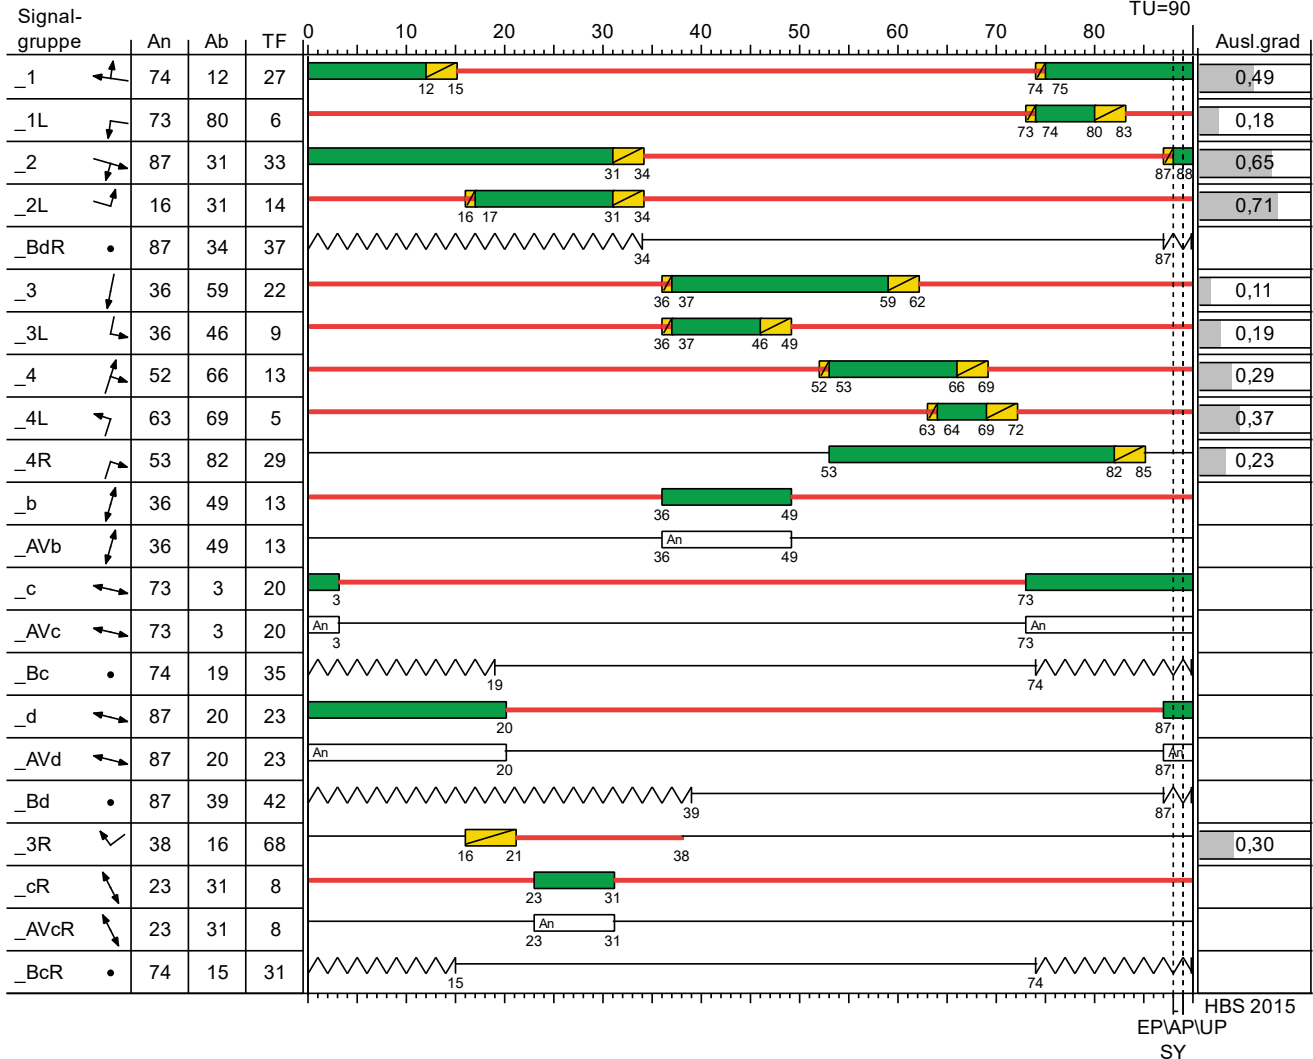 TU=90
Signal-
gruppe An Ab TF 0 10 20 30 40 50 60 70 80 Ausl.grad
_1 74 12 27 0,49
12 15 74 75
_1L 73 80 6 0,18
73 74 80 83
_2 87 31 33 0,65
31 34 87 88
_2L 16 31 14 0,71
16 17 31 34
_BdR 87 34 37
34 87
_3 36 59 22 0,11
36 37 59 62
_3L 36 46 9 0,19
36 37 46 49
_4 52 66 13 0,29
52 53 66 69
_4L 63 69 5 0,37
63 64 69 72
_4R 53 82 29 0,23
53 82 85
_b 36 49 13
36 49
_AVb 36 49 13 An
36 49
_c 73 3 20
3 73
_AVc 73 3 20 An An
3 73
_Bc 74 19 35
19 74
_d 87 20 23
20 87
_AVd 87 20 23 An An
20 87
_Bd 87 39 42
39 87
_3R 38 16 68 0,30
16 21 38
_cR 23 31 8
23 31
_AVcR 23 31 8 An
23 31
_BcR 74 15 31
15 74
HBS 2015
EP\AP\UP
SY